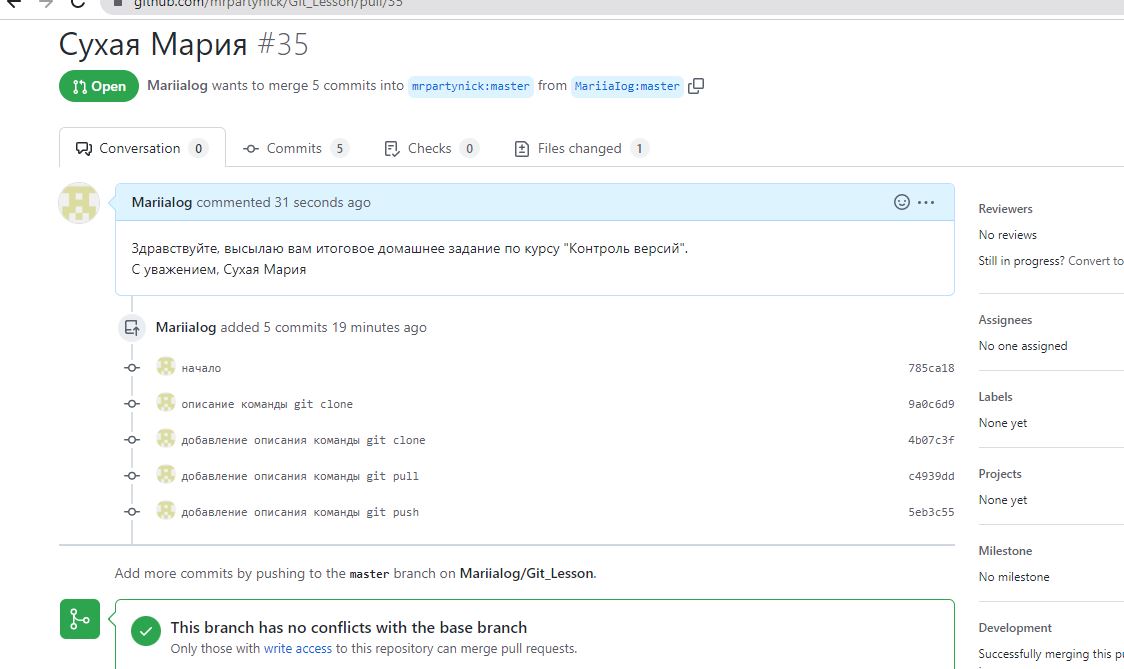 github.com/mrpartynick/Git_Lesson/pull/35
Сухая Мария #35
Open
Mariialog wants to merge 5 commits into mrpartynick:master from MariiaIog:master
Conversation 0
Commits 5
Checks 0
Files changed 1
Mariialog commented 31 seconds ago
Здравствуйте, высылаю вам итоговое домашнее задание по курсу "Контроль версий".
С уважением, Сухая Мария
Mariialog added 5 commits 19 minutes ago
начало 785ca18
описание команды git clone 9a0c6d9
добавление описания команды git clone 4b07c3f
добавление описания команды git pull c4939dd
добавление описания команды git push 5eb3c55
Add more commits by pushing to the master branch on Mariialog/Git_Lesson.
This branch has no conflicts with the base branch
Only those with write access to this repository can merge pull requests.
Reviewers
No reviews
Still in progress? Convert to
Assignees
No one assigned
Labels
None yet
Projects
None yet
Milestone
No milestone
Development
Successfully merging this